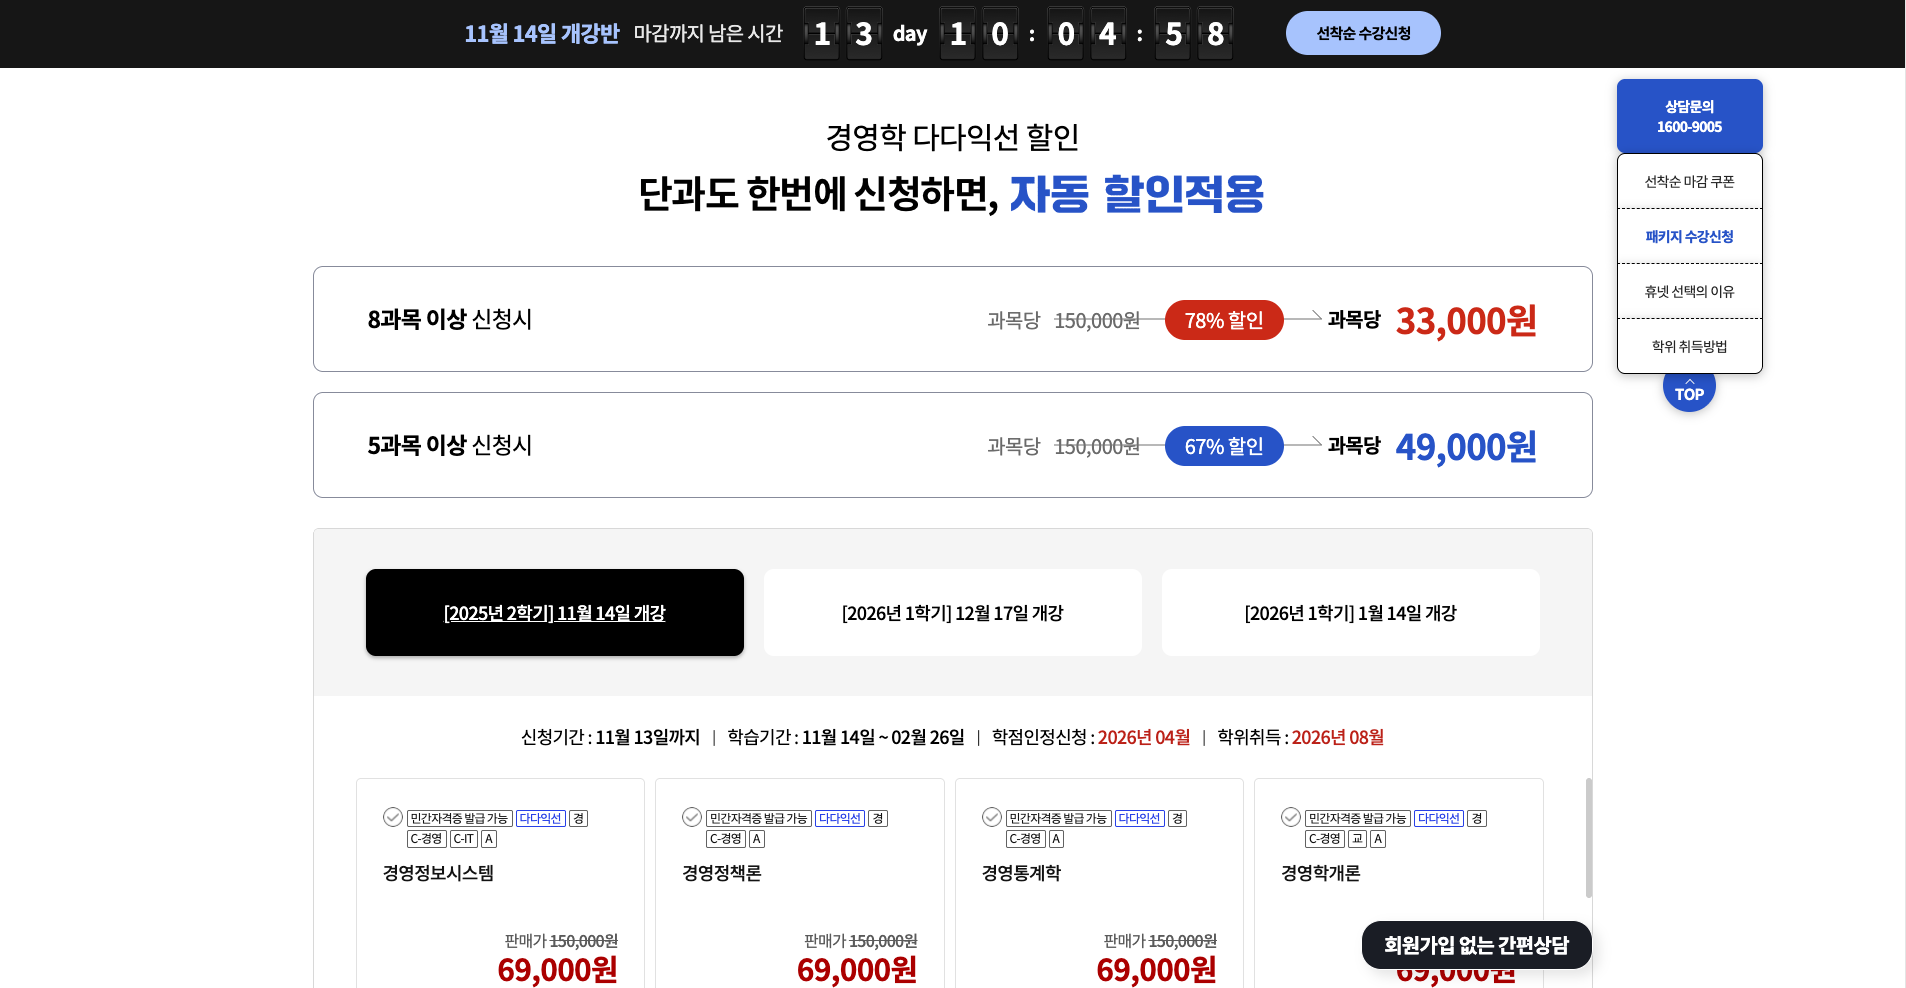 11월 14일 개강반 마감까지 남은 시간 13 day 10 : 04 : 58 선착순 수강신청
상담문의
1600-9005
선착순 마감 쿠폰
패키지 수강신청
휴넷 선택의 이유
학위 취득방법
TOP
경영학 다다익선 할인
단과도 한번에 신청하면, 자동 할인적용
8과목 이상 신청시 과목당 150,000원 78% 할인 과목당 33,000원
5과목 이상 신청시 과목당 150,000원 67% 할인 과목당 49,000원
[2025년 2학기] 11월 14일 개강 [2026년 1학기] 12월 17일 개강 [2026년 1학기] 1월 14일 개강
신청기간 : 11월 13일까지 | 학습기간 : 11월 14일 ~ 02월 26일 | 학점인정신청 : 2026년 04월 | 학위취득 : 2026년 08월
민간자격증 발급 가능 다다익선 경
C-경영 C-IT A
경영정보시스템
판매가 150,000원
69,000원
민간자격증 발급 가능 다다익선 경
C-경영 A
경영정책론
판매가 150,000원
69,000원
민간자격증 발급 가능 다다익선 경
C-경영 A
경영통계학
판매가 150,000원
69,000원
민간자격증 발급 가능 다다익선 경
C-경영 교 A
경영학개론
69,000원
회원가입 없는 간편상담